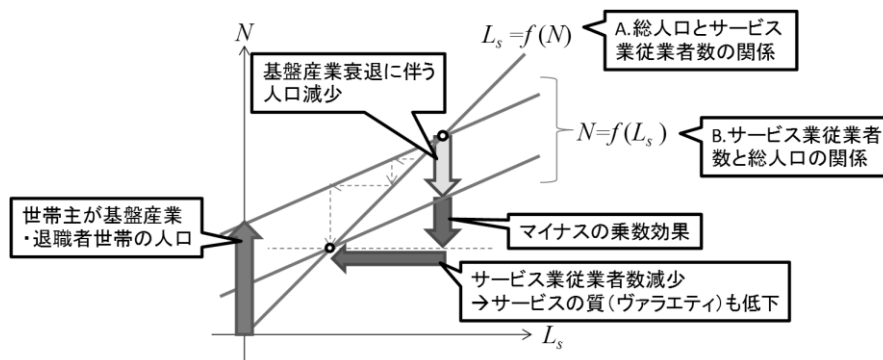 N
L_s = f(N)
A.総人口とサービス
業従業者数の関係
基盤産業衰退に伴う
人口減少
N=f(L_s)
B.サービス業従業者
数と総人口の関係
世帯主が基盤産業
・退職者世帯の人口
マイナスの乗数効果
サービス業従業者数減少
→サービスの質(ヴァラエティ)も低下
L_s